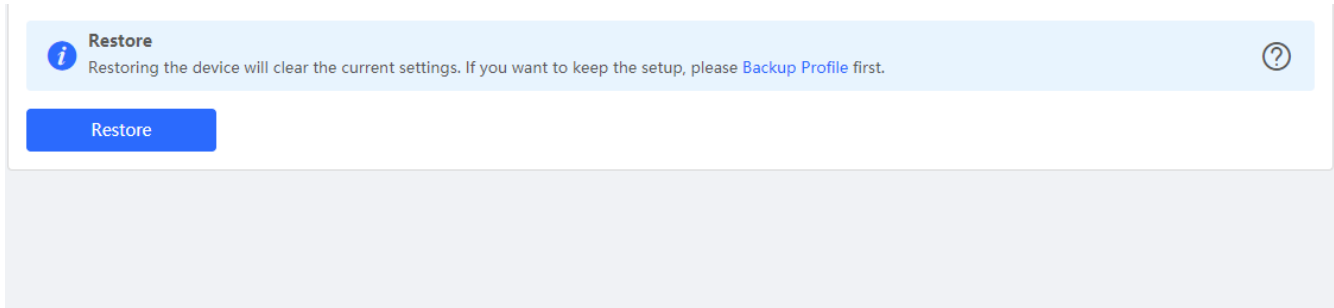 Restore
Restoring the device will clear the current settings. If you want to keep the setup, please Backup Profile first.
Restore